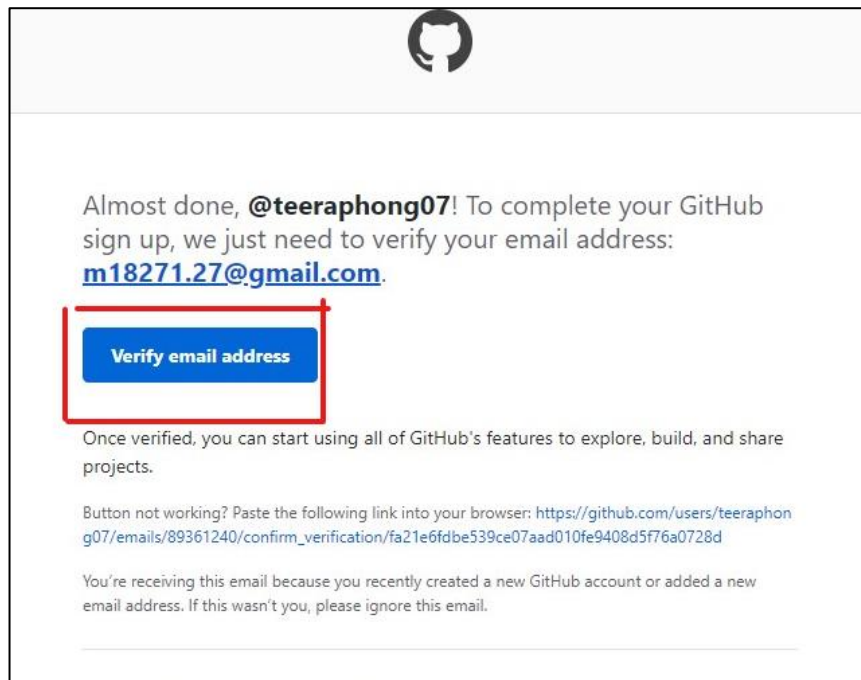 Almost done, @teeraphong07! To complete your GitHub
sign up, we just need to verify your email address:
m18271.27@gmail.com.
Verify email address
Once verified, you can start using all of GitHub's features to explore, build, and share
projects.
Button not working? Paste the following link into your browser: https://github.com/users/teeraphon
g07/emails/89361240/confirm_verification/fa21e6fdbe539ce07aad010fe9408d5f76a0728d
You're receiving this email because you recently created a new GitHub account or added a new
email address. If this wasn't you, please ignore this email.